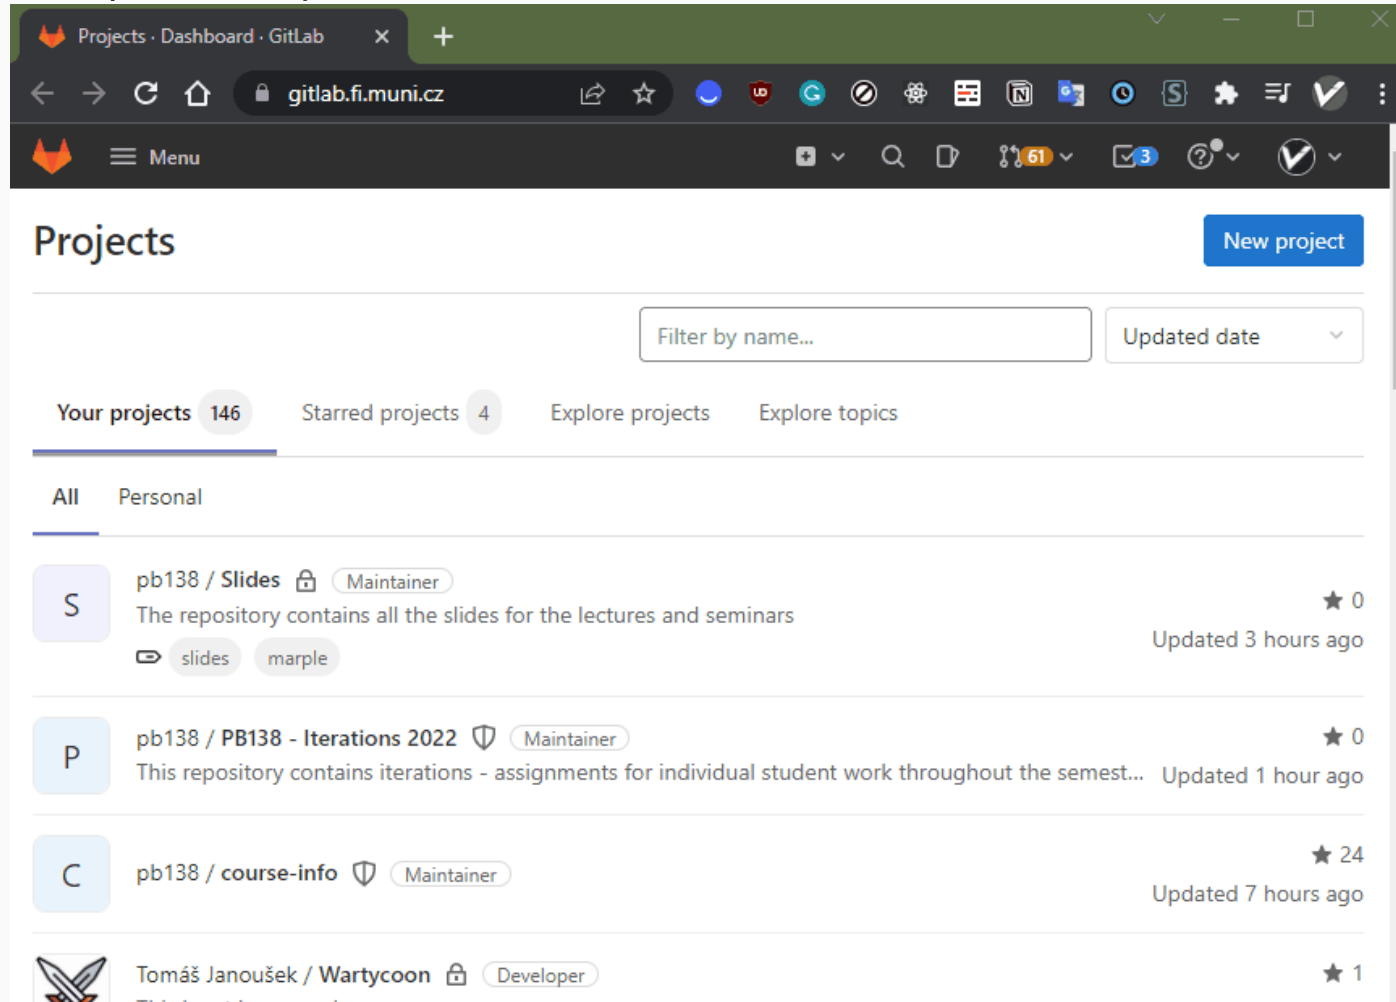 Projects · Dashboard · GitLab
gitlab.fi.muni.cz
Menu
61
3
Projects
New project
Filter by name...
Updated date
Your projects 146 Starred projects 4 Explore projects Explore topics
All Personal
S
pb138 / Slides Maintainer
The repository contains all the slides for the lectures and seminars
slides marple
0
Updated 3 hours ago
P
pb138 / PB138 - Iterations 2022 Maintainer
This repository contains iterations - assignments for individual student work throughout the semest...
0
Updated 1 hour ago
C
pb138 / course-info Maintainer
24
Updated 7 hours ago
Tomáš Janoušek / Wartycoon Developer
1